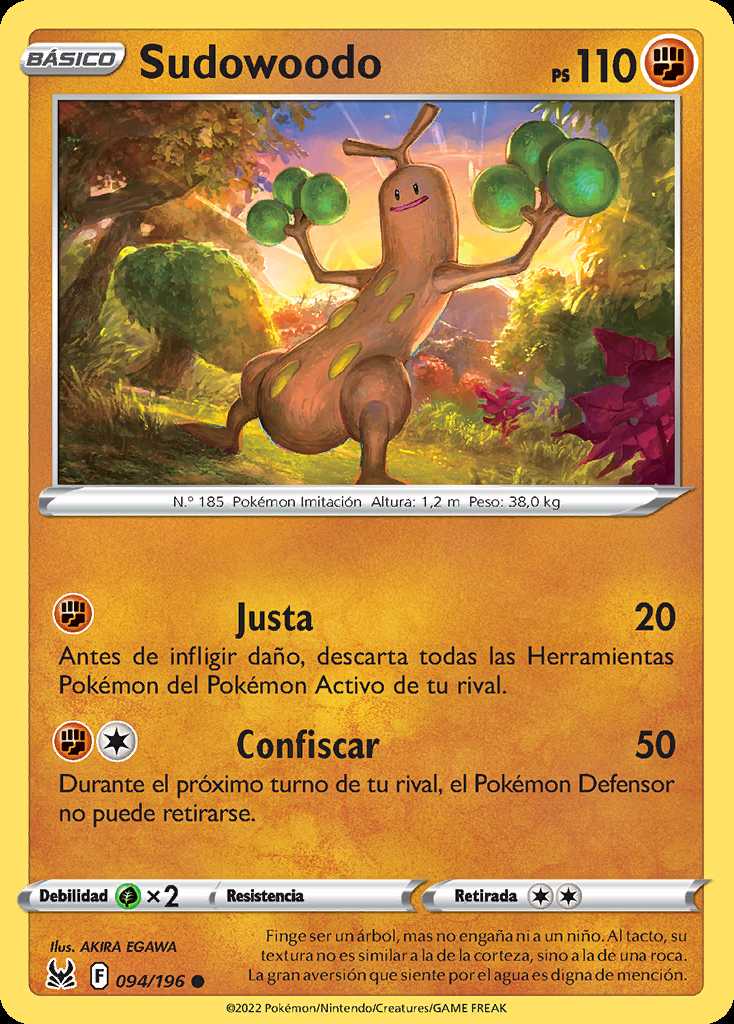 BÁSICO Sudowoodo PS 110
N.º 185 Pokémon Imitación Altura: 1,2 m Peso: 38,0 kg
Justa 20
Antes de infligir daño, descarta todas las Herramientas
Pokémon del Pokémon Activo de tu rival.
Confiscar 50
Durante el próximo turno de tu rival, el Pokémon Defensor
no puede retirarse.
Debilidad ×2 Resistencia Retirada
Ilus. AKIRA EGAWA
F 094/196
Finge ser un árbol, mas no engaña ni a un niño. Al tacto, su
textura no es similar a la de la corteza, sino a la de una roca.
La gran aversión que siente por el agua es digna de mención.
©2022 Pokémon/Nintendo/Creatures/GAME FREAK